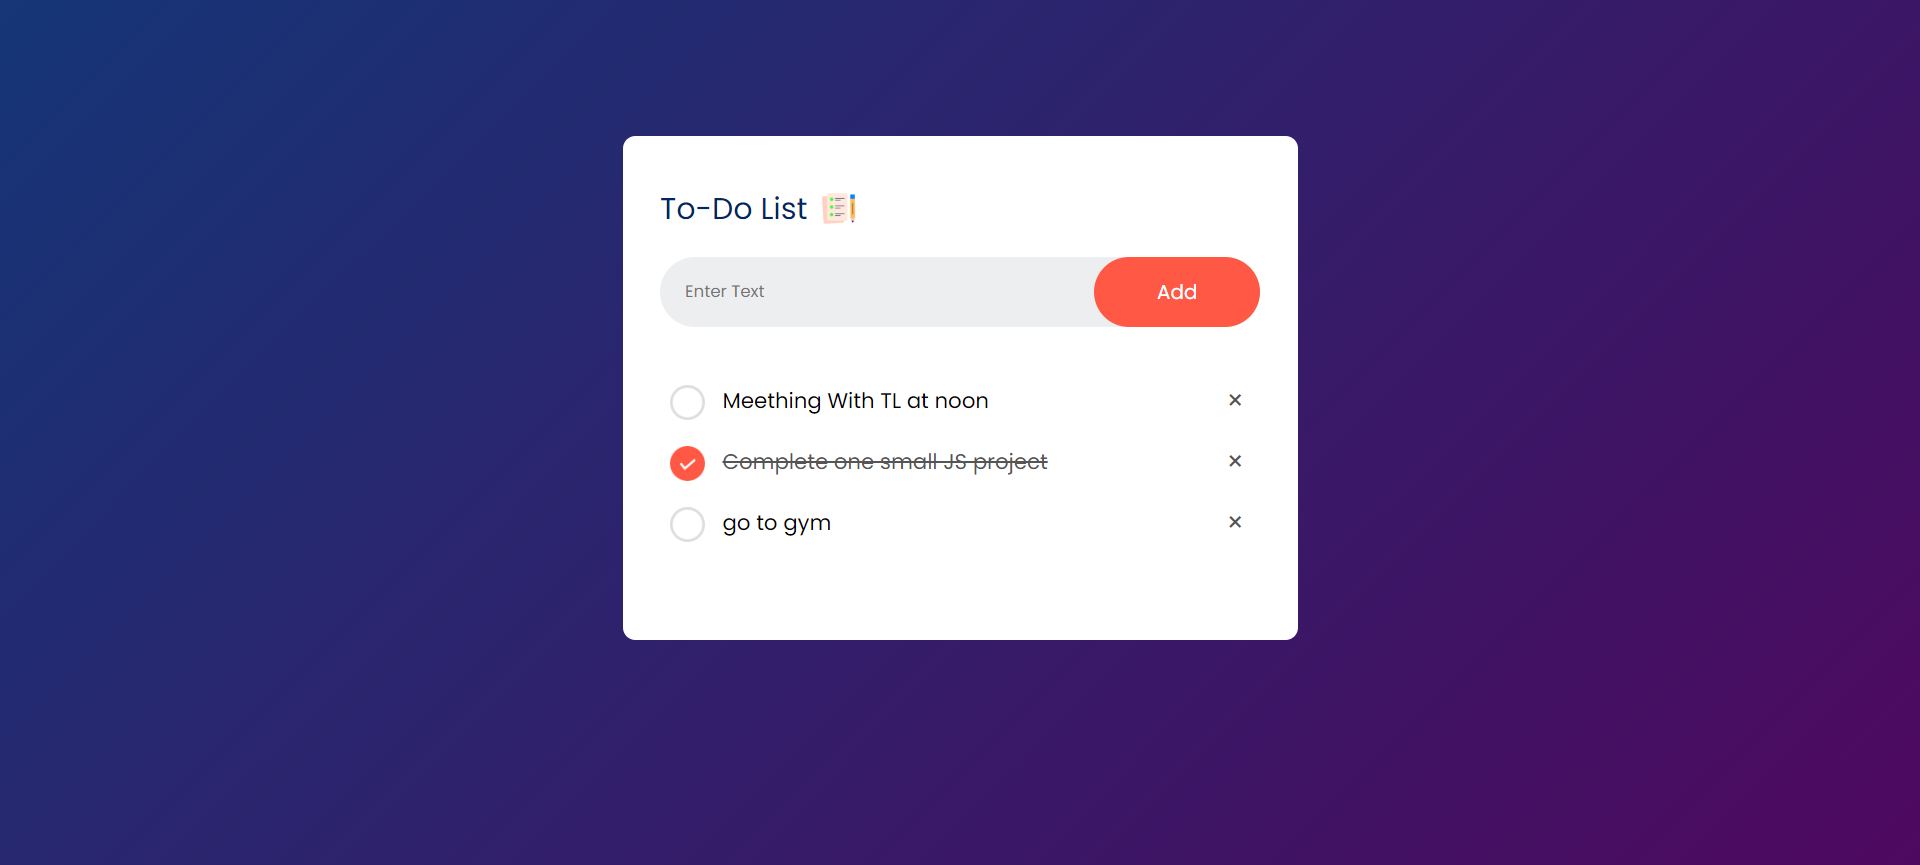 To-Do List
Enter Text
Add
Meething With TL at noon
×
Complete one small JS project
×
go to gym
×